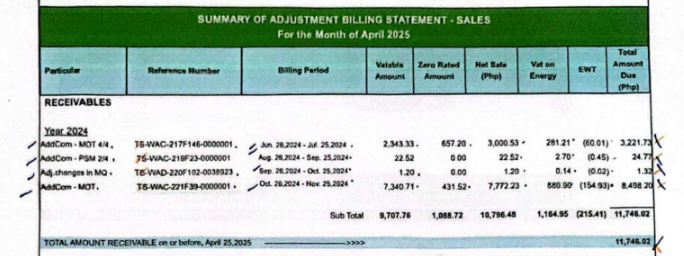 SUMMARY OF ADJUSTMENT BILLING STATEMENT - SALES
For the Month of April 2025
Particular Reference Number Billing Period Vatable Amount Zero Rated Amount Net Sale (Php) Vat on Energy EWT Total Amount Due (Php)
RECEIVABLES
Year 2024
AddCom - MOT 4/4 TS-WAC-217F146-0000001 Jun. 26,2024 - Jul. 25,2024 2,343.33 657.20 3,000.53 281.21 (60.01) 3,221.73
AddCom - PSM 2/4 TS-WAC-219F23-0000001 Aug. 26,2024 - Sep. 25,2024 22.52 0.00 22.52 2.70 (0.45) 24.77
Adj.changes in MQ TS-WAD-220F102-0038923 Sep. 26,2024 - Oct. 25,2024 1.20 0.00 1.20 0.14 (0.02) 1.32
AddCom - MOT TS-WAC-221F39-0000001 Oct. 26,2024 - Nov. 25,2024 7,340.71 431.52 7,772.23 880.90 (154.93) 8,498.20
Sub Total 9,707.76 1,088.72 10,796.48 1,164.95 (215.41) 11,746.02
TOTAL AMOUNT RECEIVABLE on or before, April 25,2025 ------------------>>>> 11,746.02